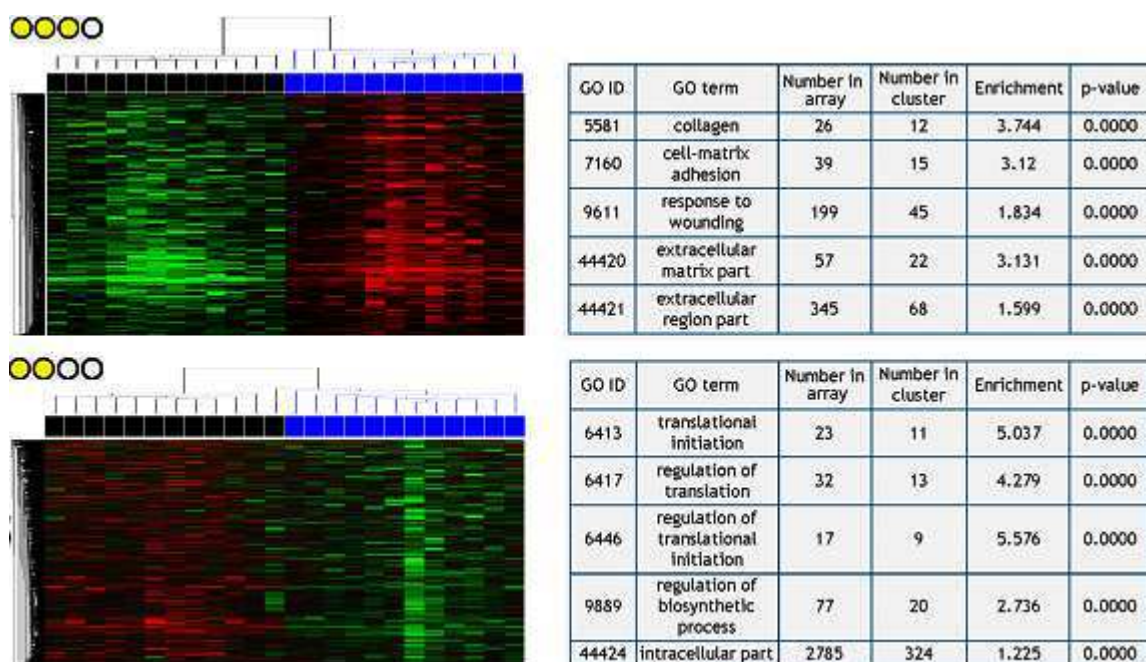 GO ID GO term Number in array Number in cluster Enrichment p-value
5581 collagen 26 12 3.744 0.0000
7160 cell-matrix adhesion 39 15 3.12 0.0000
9611 response to wounding 199 45 1.834 0.0000
44420 extracellular matrix part 57 22 3.131 0.0000
44421 extracellular region part 345 68 1.599 0.0000
GO ID GO term Number in array Number in cluster Enrichment p-value
6413 translational initiation 23 11 5.037 0.0000
6417 regulation of translation 32 13 4.279 0.0000
6446 regulation of translational initiation 17 9 5.576 0.0000
9889 regulation of biosynthetic process 77 20 2.736 0.0000
44424 intracellular part 2785 324 1.225 0.0000